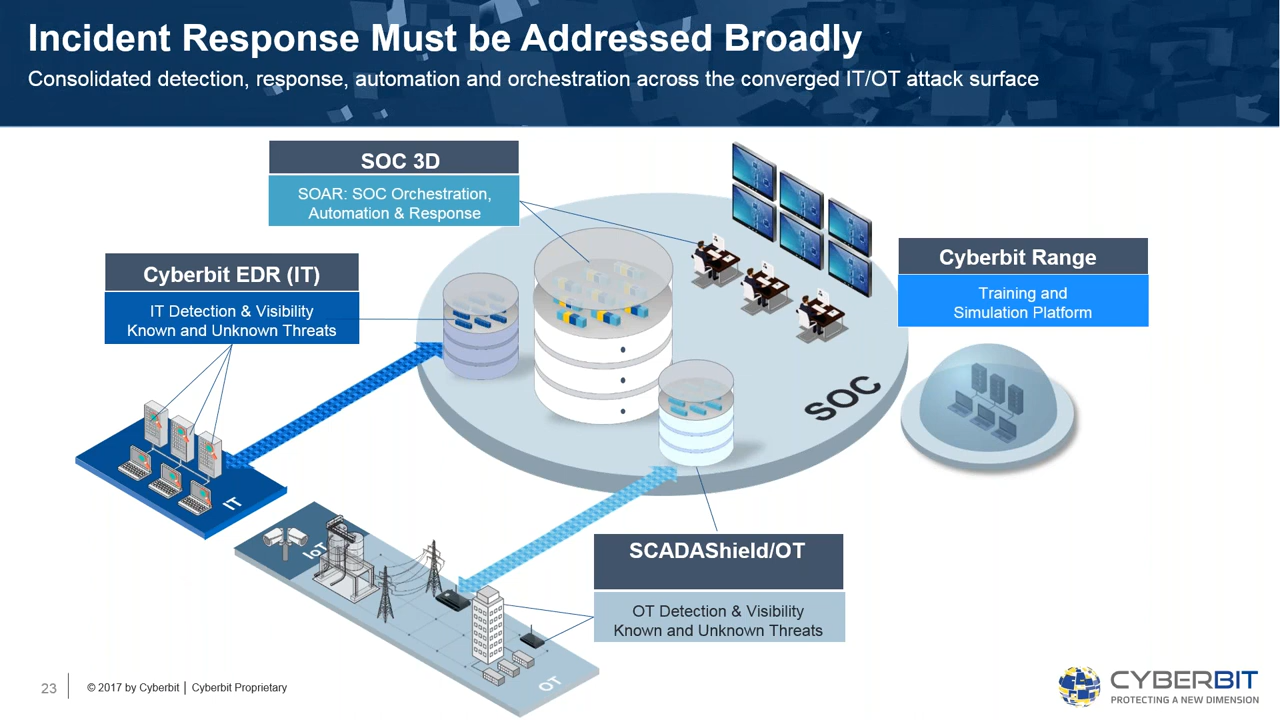 Incident Response Must be Addressed Broadly
Consolidated detection, response, automation and orchestration across the converged IT/OT attack surface
SOC 3D
SOAR: SOC Orchestration,
Automation & Response
Cyberbit EDR (IT)
IT Detection & Visibility
Known and Unknown Threats
Cyberbit Range
Training and
Simulation Platform
SOC
IT
IoT
SCADAShield/OT
OT Detection & Visibility
Known and Unknown Threats
OT
23
© 2017 by Cyberbit | Cyberbit Proprietary
CYBERBIT
PROTECTING A NEW DIMENSION